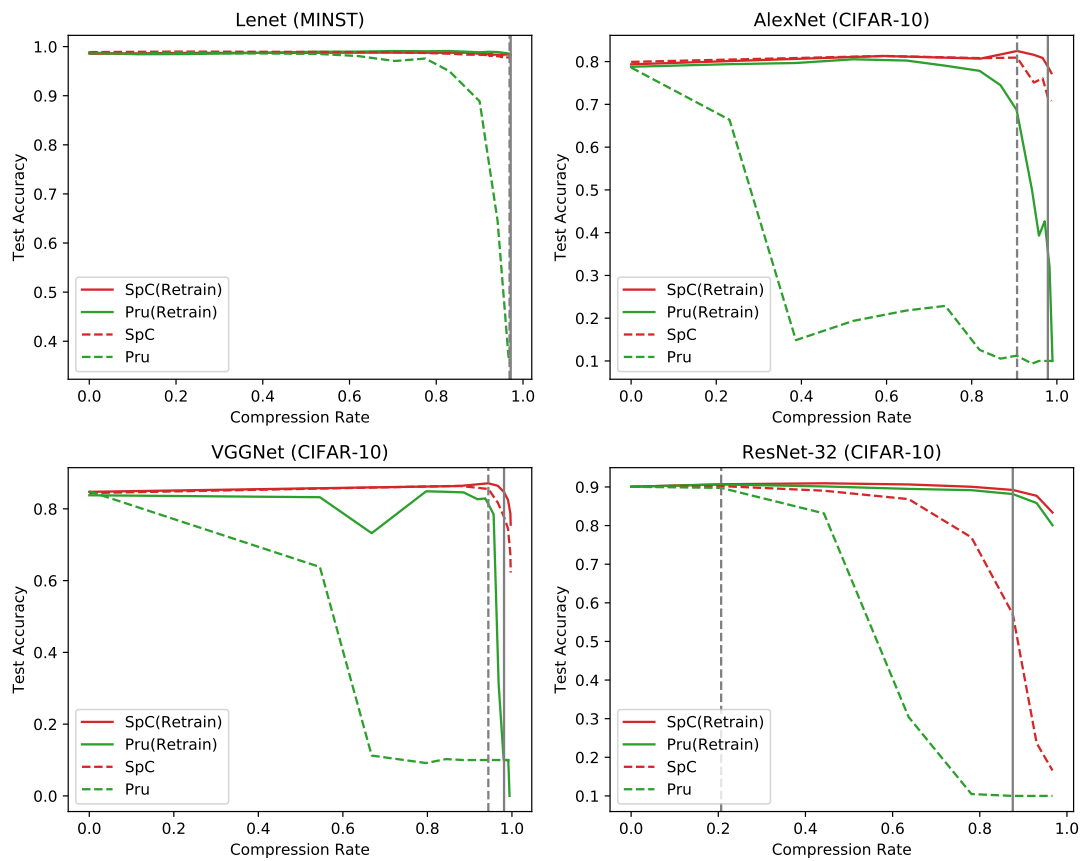 Lenet (MINST)
1.0
0.9
0.8
0.7
0.6
0.5
0.4
Test Accuracy
SpC(Retrain)
Pru(Retrain)
SpC
Pru
0.0 0.2 0.4 0.6 0.8 1.0
Compression Rate
AlexNet (CIFAR-10)
0.8
0.7
0.6
0.5
0.4
0.3
0.2
0.1
Test Accuracy
SpC(Retrain)
Pru(Retrain)
SpC
Pru
0.0 0.2 0.4 0.6 0.8 1.0
Compression Rate
VGGNet (CIFAR-10)
0.8
0.6
0.4
0.2
0.0
Test Accuracy
SpC(Retrain)
Pru(Retrain)
SpC
Pru
0.0 0.2 0.4 0.6 0.8 1.0
Compression Rate
ResNet-32 (CIFAR-10)
0.9
0.8
0.7
0.6
0.5
0.4
0.3
0.2
0.1
Test Accuracy
SpC(Retrain)
Pru(Retrain)
SpC
Pru
0.0 0.2 0.4 0.6 0.8 1.0
Compression Rate